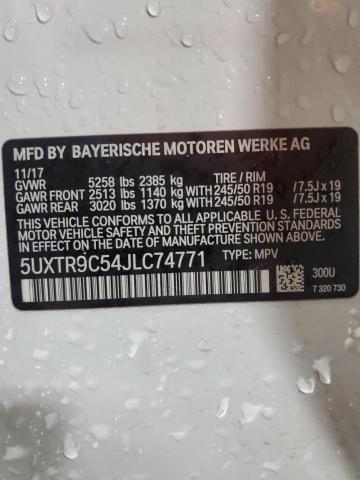 MFD BY BAYERISCHE MOTOREN WERKE AG
11/17
GVWR 5258 lbs 2385 kg TIRE / RIM
GAWR FRONT 2513 lbs 1140 kg WITH 245/50 R19 / 7.5J x 19
GAWR REAR 3020 lbs 1370 kg WITH 245/50 R19 / 7.5J x 19
THIS VEHICLE CONFORMS TO ALL APPLICABLE U. S. FEDERAL
MOTOR VEHICLE SAFETY, BUMPER, AND THEFT PREVENTION
STANDARDS IN EFFECT ON THE DATE OF MANUFACTURE SHOWN ABOVE.
5UXTR9C54JLC74771 TYPE: MPV
300U
7 320 730